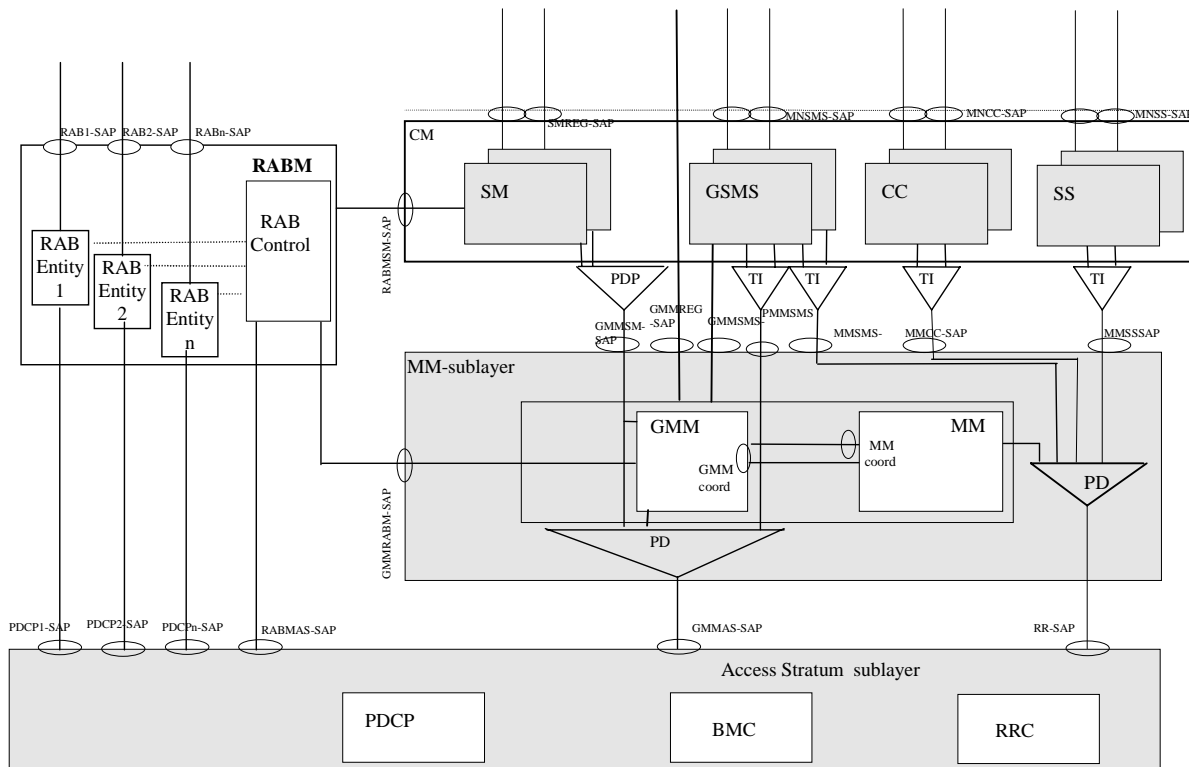 RAB1-SAP RAB2-SAP RABn-SAP
SMREG-SAP
MNSMS-SAP
MNCC-SAP
MNSS-SAP
CM
RABM
SM
GSMS
CC
SS
RAB
Control
RABMSM-SAP
RAB
Entity
1
RAB
Entity
2
RAB
Entity
n
PDP
TI
TI
TI
TI
GMMSM-
SAP
GMMREG
-SAP
GMMSMS-
PMMSMS
MMSMS-
MMCC-SAP
MMSSSAP
MM-sublayer
GMM
MM
MM
coord
GMM
coord
PD
PD
GMMRABM-SAP
PDCP1-SAP
PDCP2-SAP
PDCPn-SAP
RABMAS-SAP
GMMAS-SAP
RR-SAP
Access Stratum sublayer
PDCP
BMC
RRC